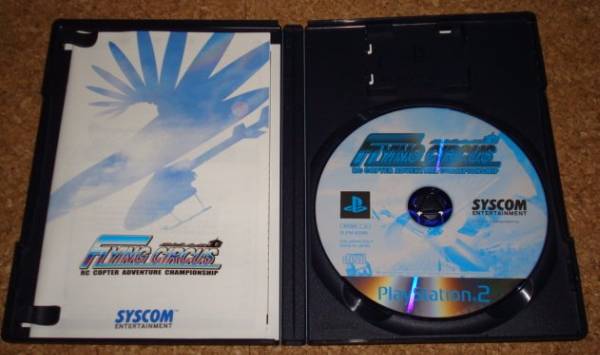 FLYING CIRCUS
RC COPTER ADVENTURE CHAMPIONSHIP
SYSCOM
ENTERTAINMENT
FLYING CIRCUS
RC COPTER ADVENTURE CHAMPIONSHIP
SYSCOM
ENTERTAINMENT
PlayStation 2